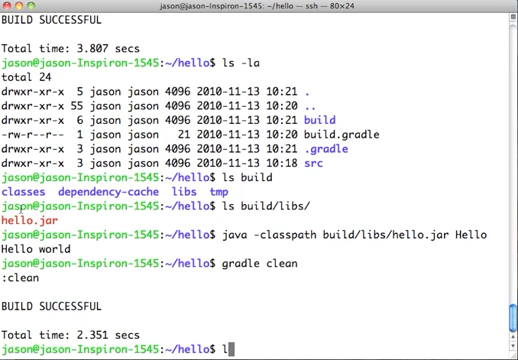 jason@jason-Inspiron-1545: ~/hello — ssh — 80×24
BUILD SUCCESSFUL
Total time: 3.807 secs
jason@jason-Inspiron-1545:~/hello$ ls -la
total 24
drwxr-xr-x  5 jason jason 4096 2010-11-13 10:21 .
drwxr-xr-x 55 jason jason 4096 2010-11-13 10:20 ..
drwxr-xr-x  6 jason jason 4096 2010-11-13 10:21 build
-rw-r--r--  1 jason jason   21 2010-11-13 10:20 build.gradle
drwxr-xr-x  3 jason jason 4096 2010-11-13 10:21 .gradle
drwxr-xr-x  3 jason jason 4096 2010-11-13 10:18 src
jason@jason-Inspiron-1545:~/hello$ ls build
classes  dependency-cache  libs  tmp
jason@jason-Inspiron-1545:~/hello$ ls build/libs/
hello.jar
jason@jason-Inspiron-1545:~/hello$ java -classpath build/libs/hello.jar Hello
Hello world
jason@jason-Inspiron-1545:~/hello$ gradle clean
:clean
BUILD SUCCESSFUL
Total time: 2.351 secs
jason@jason-Inspiron-1545:~/hello$ l